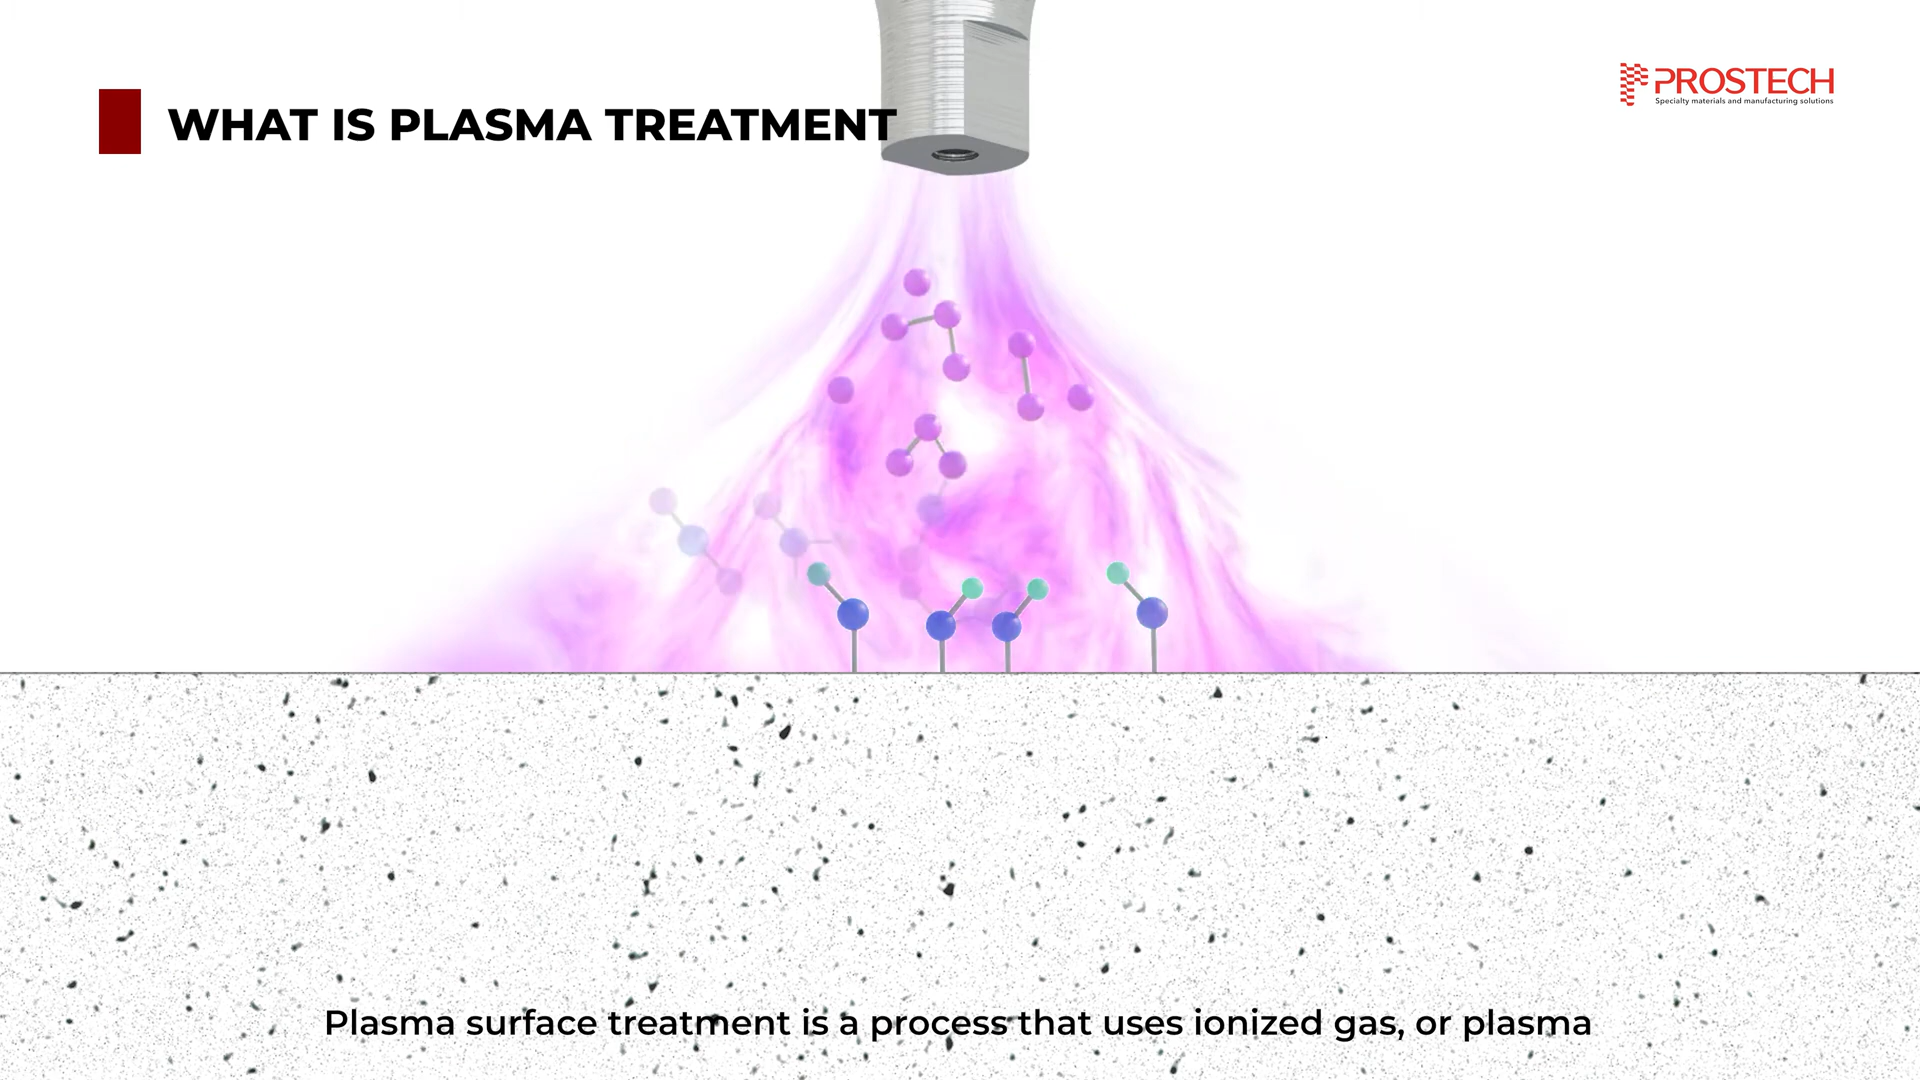 WHAT IS PLASMA TREATMENT
PROSTECH
Specialty materials and manufacturing solutions
Plasma surface treatment is a process that uses ionized gas, or plasma